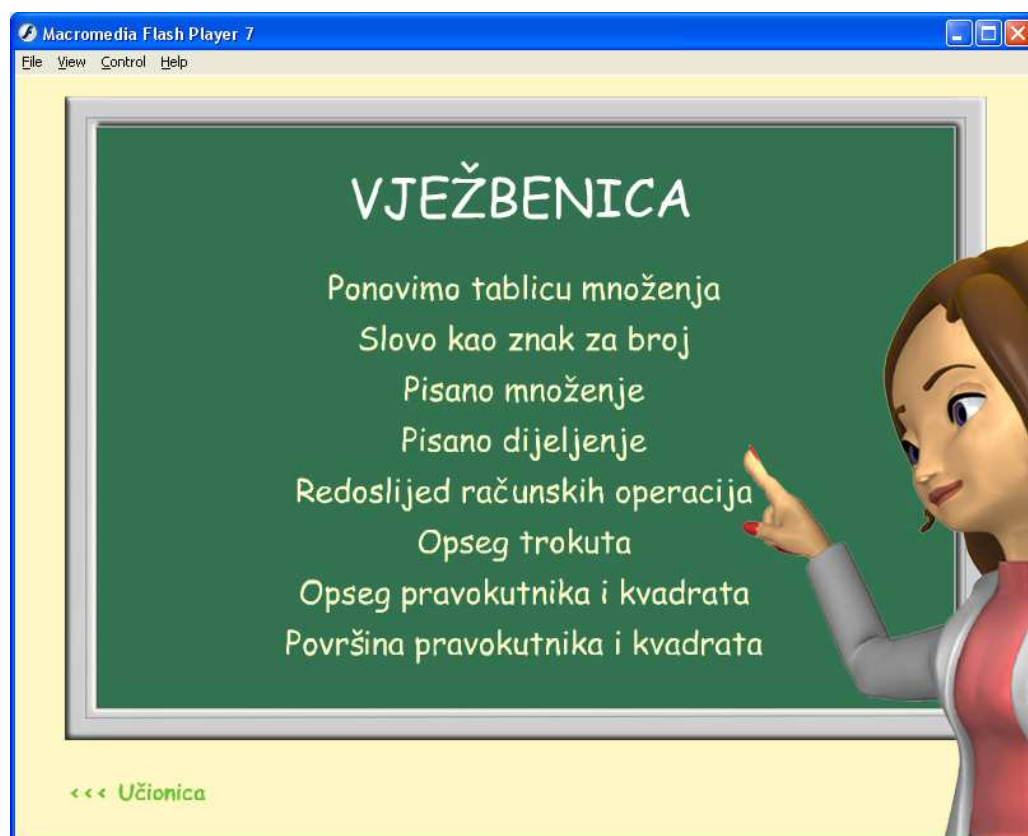 Macromedia Flash Player 7
File View Control Help
VJEŽBENICA
Ponovimo tablicu množenja
Slovo kao znak za broj
Pisano množenje
Pisano dijeljenje
Redoslijed računskih operacija
Opseg trokuta
Opseg pravokutnika i kvadrata
Površina pravokutnika i kvadrata
<<< Učionica